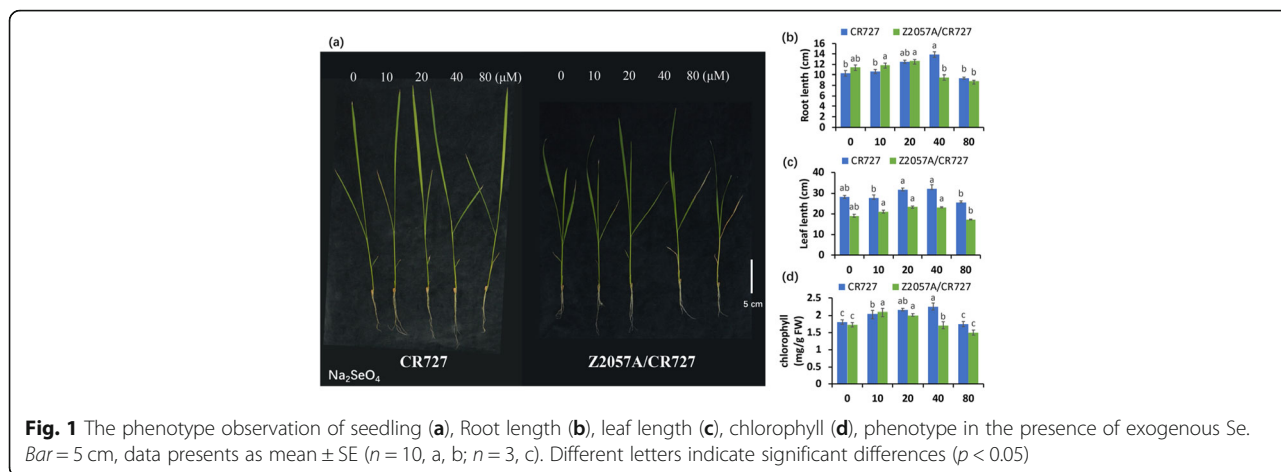 (a)
0 10 20 40 80 (μM)
0 10 20 40 80 (μM)
5 cm
CR727
Z2057A/CR727
Na₂SeO₄
(b)
CR727 Z2057A/CR727
Root lenth (cm)
16
14
12
10
8
6
4
2
0
b ab b a ab a a b b b
0 10 20 40 80
(c)
CR727 Z2057A/CR727
Leaf lenth (cm)
40
30
20
10
0
ab ab b a a a a a b b
0 10 20 40 80
(d)
CR727 Z2057A/CR727
chlorophyll
(mg/g FW)
2.5
2
1.5
1
0.5
0
c c b a ab a a b c c
0 10 20 40 80
Fig. 1 The phenotype observation of seedling (a), Root length (b), leaf length (c), chlorophyll (d), phenotype in the presence of exogenous Se.
Bar = 5 cm, data presents as mean ± SE (n = 10, a, b; n = 3, c). Different letters indicate significant differences (p < 0.05)